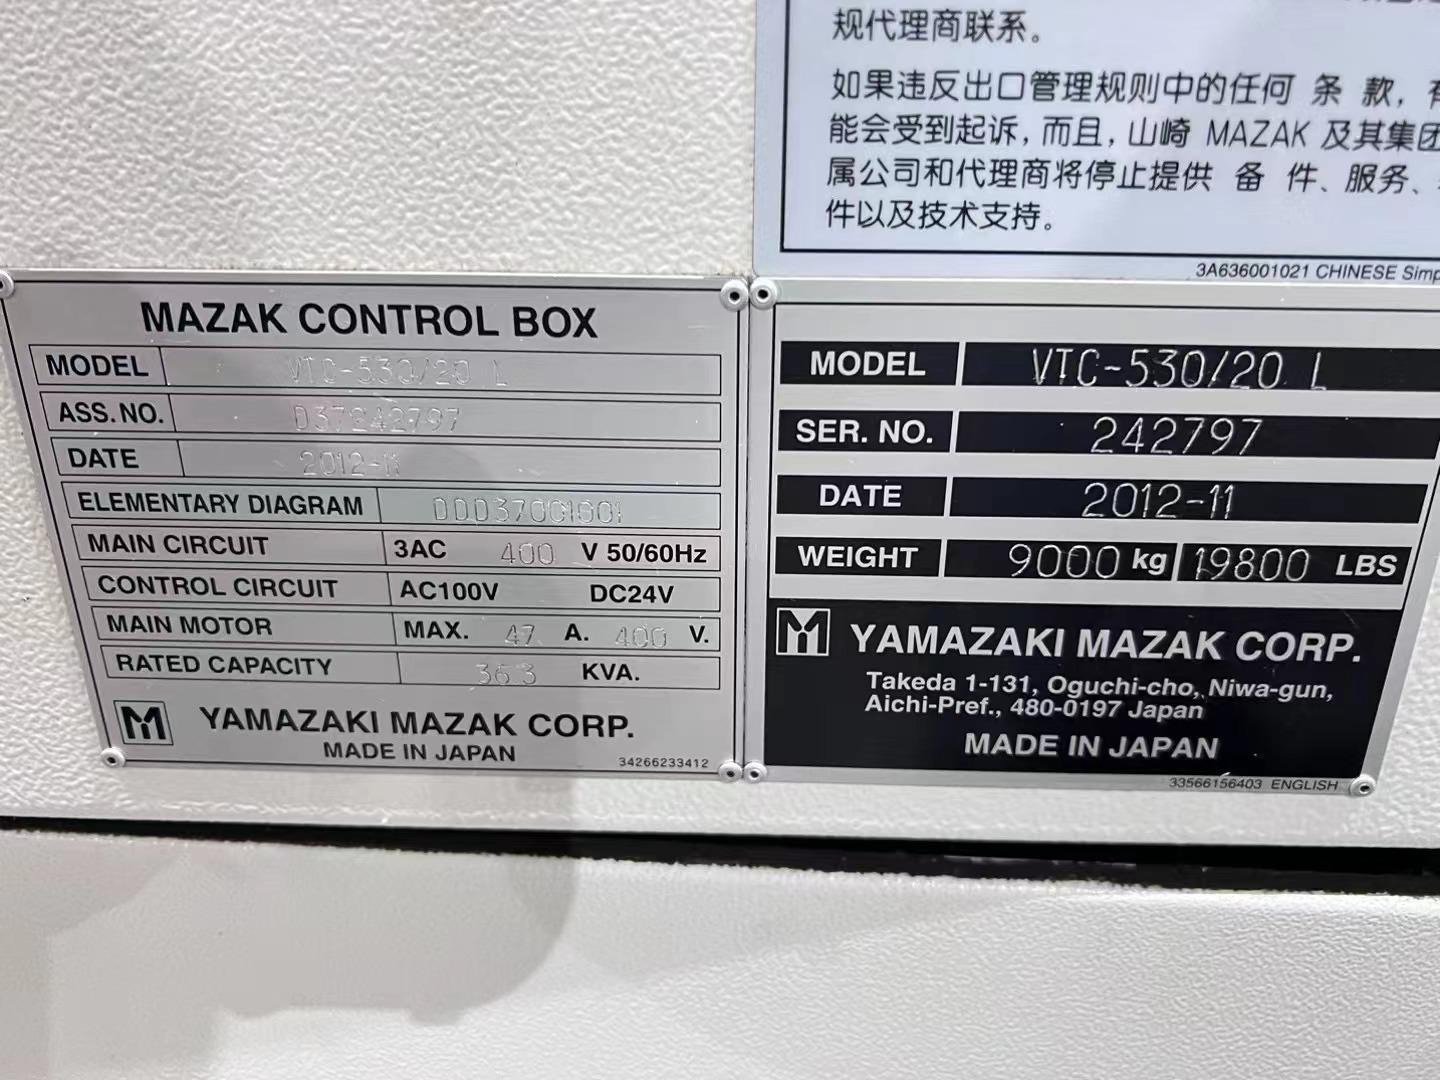 规代理商联系。
如果违反出口管理规则中的任何 条 款，
能会受到起诉，而且，山崎 MAZAK 及其集团
属公司和代理商将停止提供 备 件、服务、
件以及技术支持。
3A636001021 CHINESE Simp
MAZAK CONTROL BOX
MODEL VTC-530/20 L
ASS. NO. D37242797
DATE 2012-11
ELEMENTARY DIAGRAM DDD37001001
MAIN CIRCUIT 3AC 400 V 50/60Hz
CONTROL CIRCUIT AC100V DC24V
MAIN MOTOR MAX. 47 A. 400 V.
RATED CAPACITY 36.3 KVA.
YAMAZAKI MAZAK CORP.
MADE IN JAPAN
34266233412
MODEL VTC-530/20 L
SER. NO. 242797
DATE 2012-11
WEIGHT 9000 kg 19800 LBS
YAMAZAKI MAZAK CORP.
Takeda 1-131, Oguchi-cho, Niwa-gun,
Aichi-Pref., 480-0197 Japan
MADE IN JAPAN
33566156403 ENGLISH